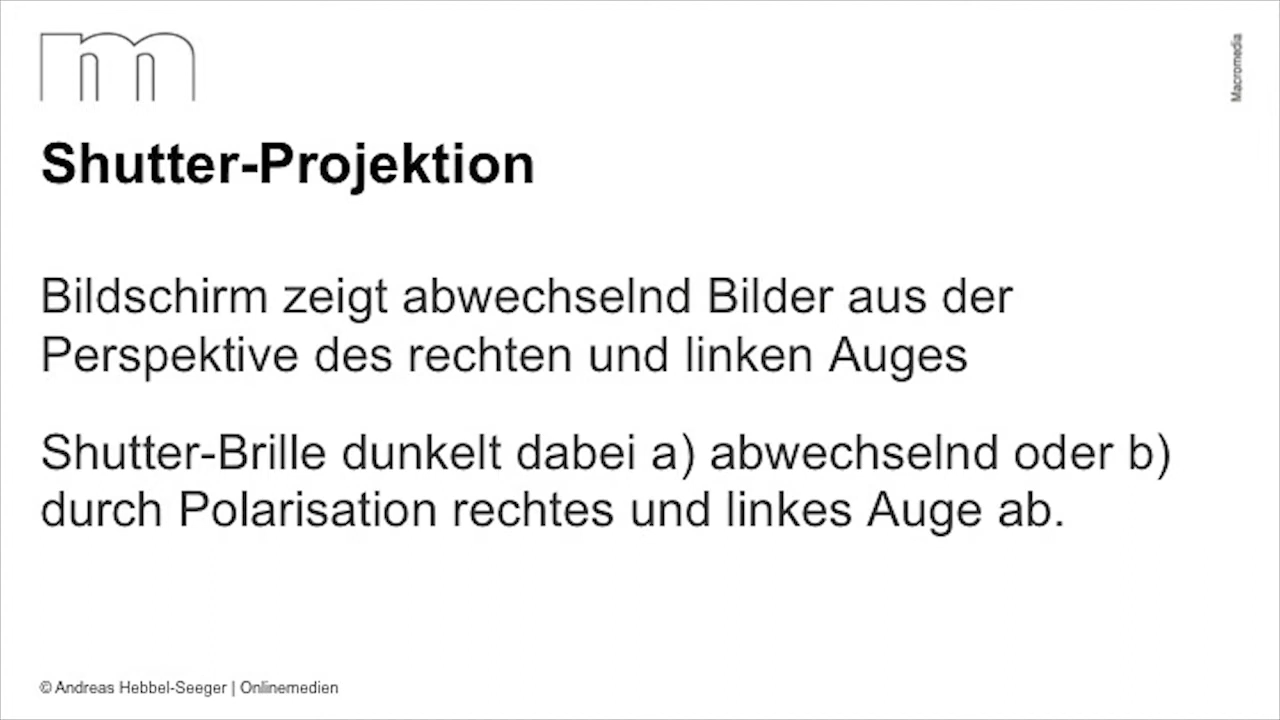 m
Macromedia
Shutter-Projektion
Bildschirm zeigt abwechselnd Bilder aus der
Perspektive des rechten und linken Auges
Shutter-Brille dunkelt dabei a) abwechselnd oder b)
durch Polarisation rechtes und linkes Auge ab.
© Andreas Hebbel-Seeger | Onlinemedien